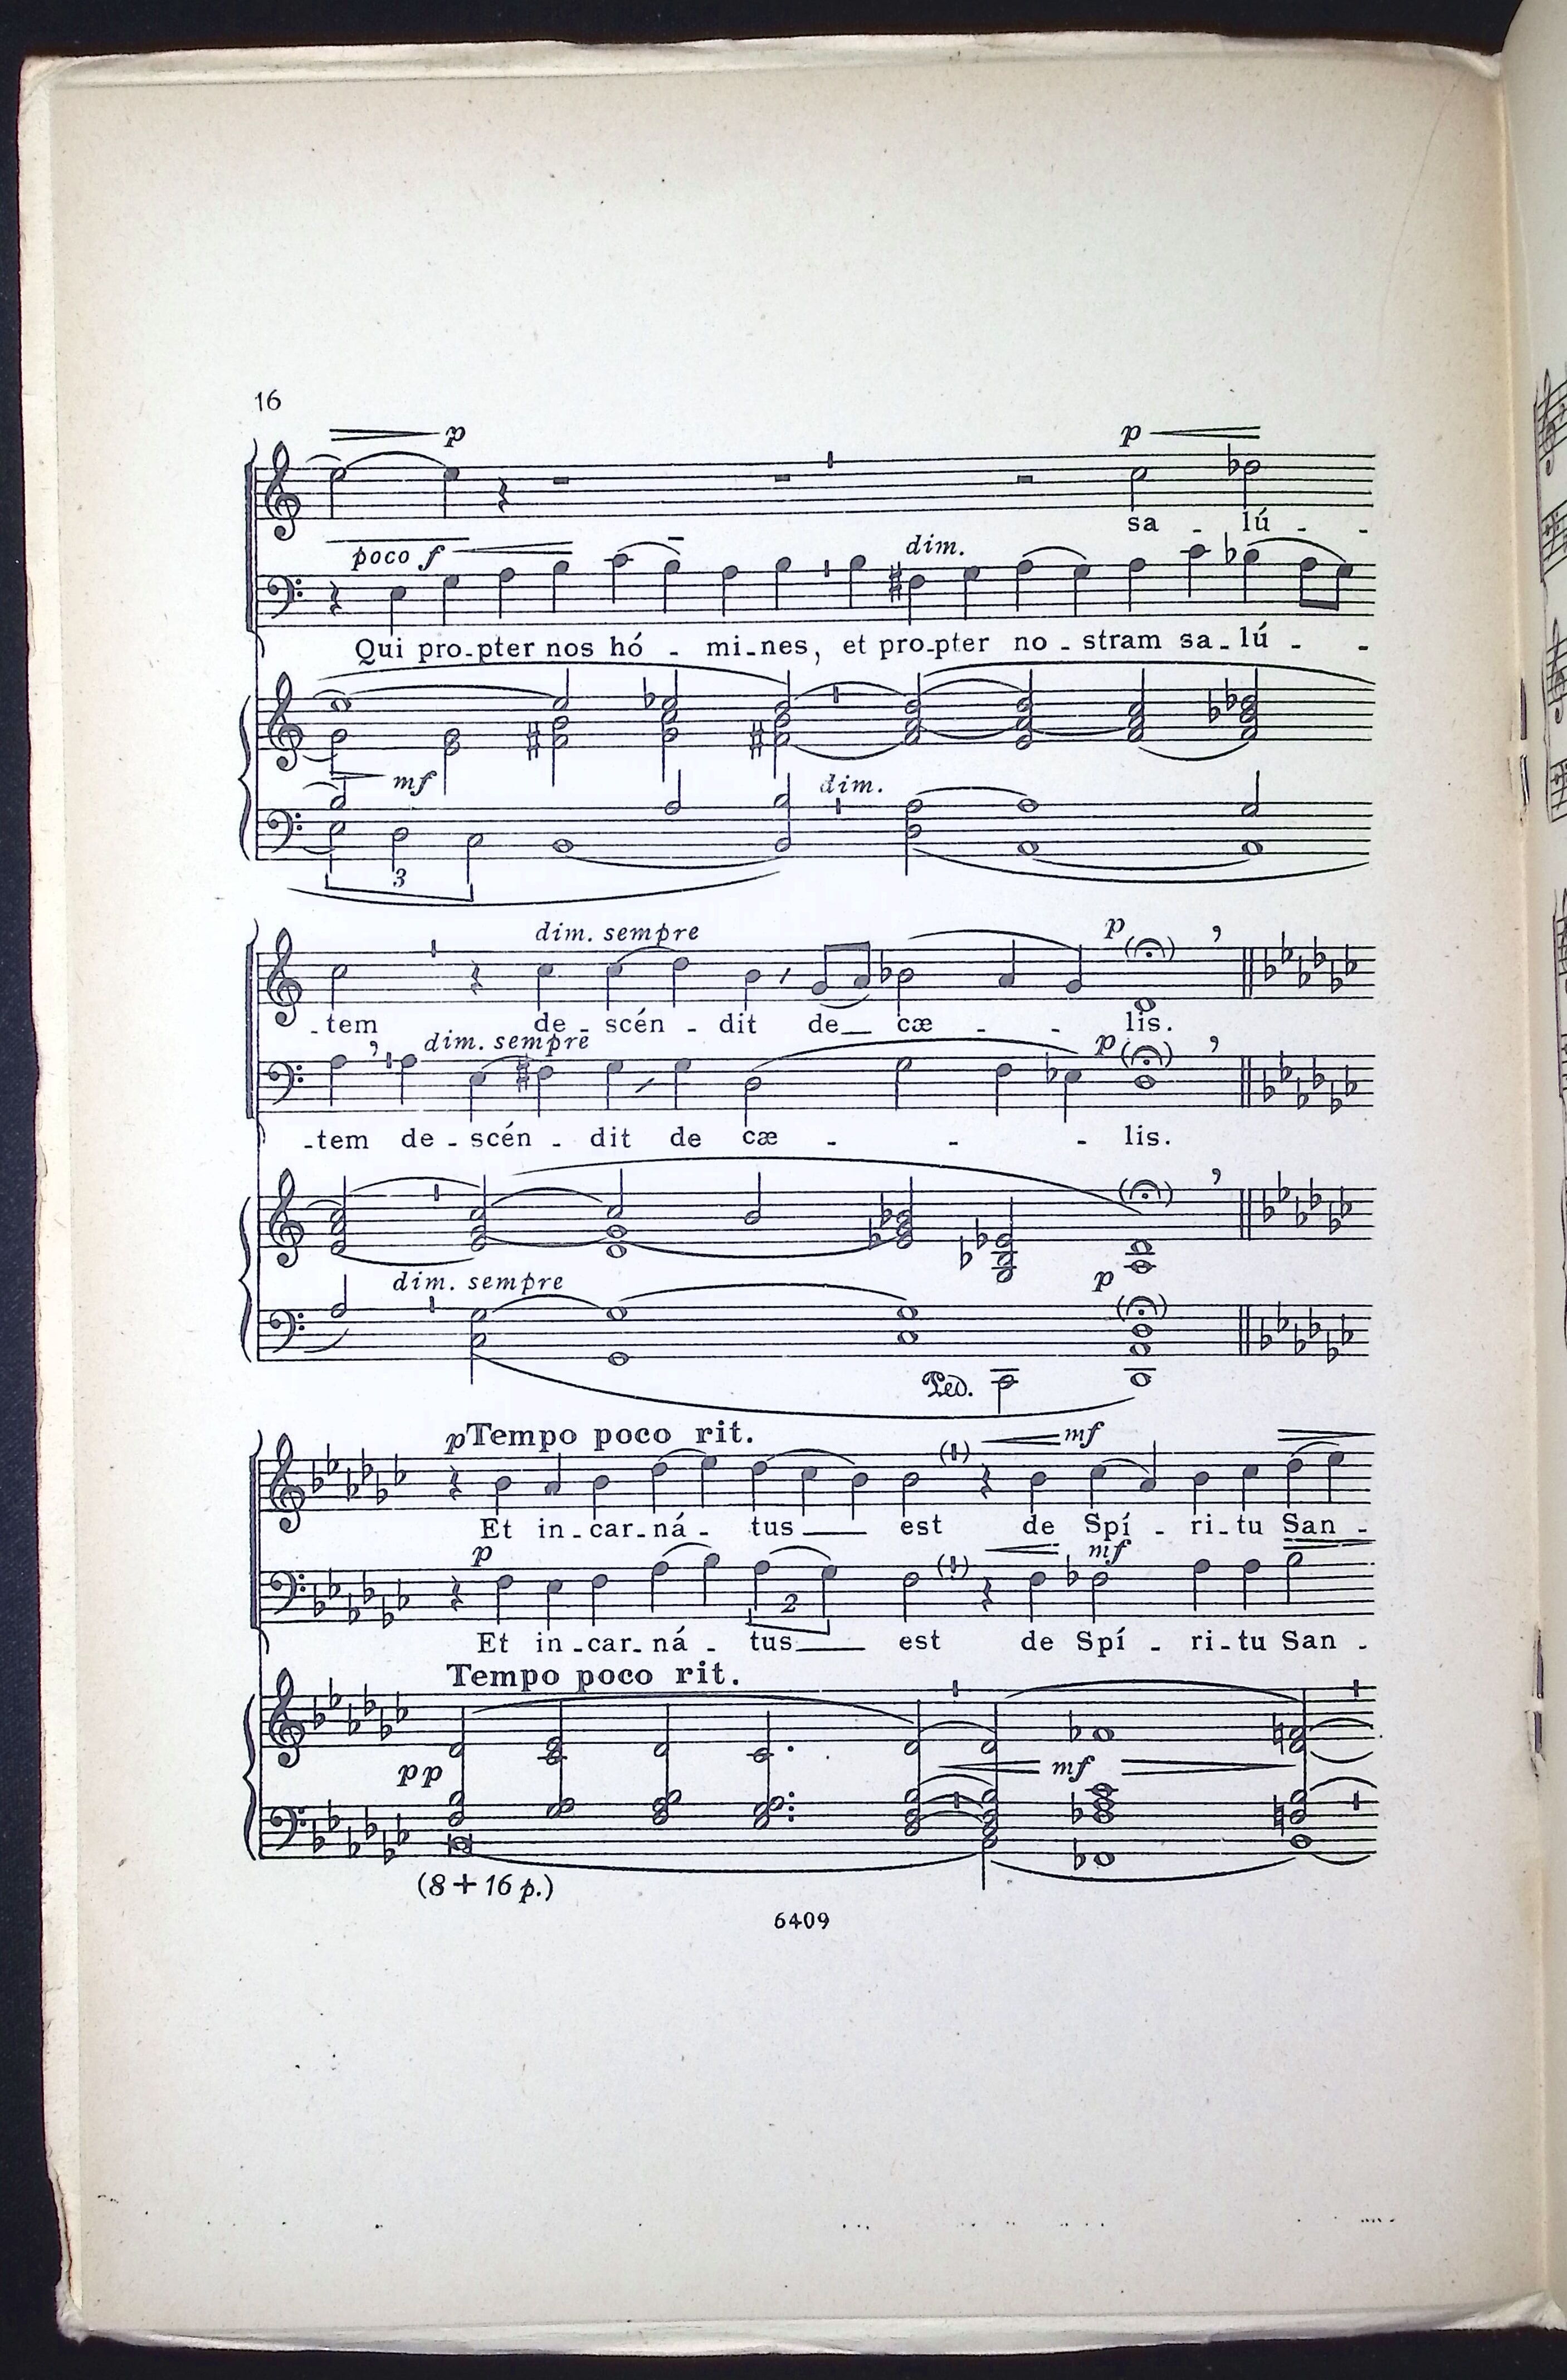 16
p p
sa - lú - -
poco f dim.
Qui pro-pter nos hó - mi-nes, et pro-pter no-stram sa-lú - -
mf dim.
3
dim. sempre p
-tem de-scén-dit de cæ - - lis.
dim. sempre p
-tem de-scén-dit de cæ - - - lis.
dim. sempre p
Ped.
p Tempo poco rit. mf
Et in-car-ná-tus est de Spí-ri-tu San-
p mf
2
Et in-car-ná-tus est de Spí-ri-tu San-
Tempo poco rit.
pp mf
(8 + 16 p.)
6409